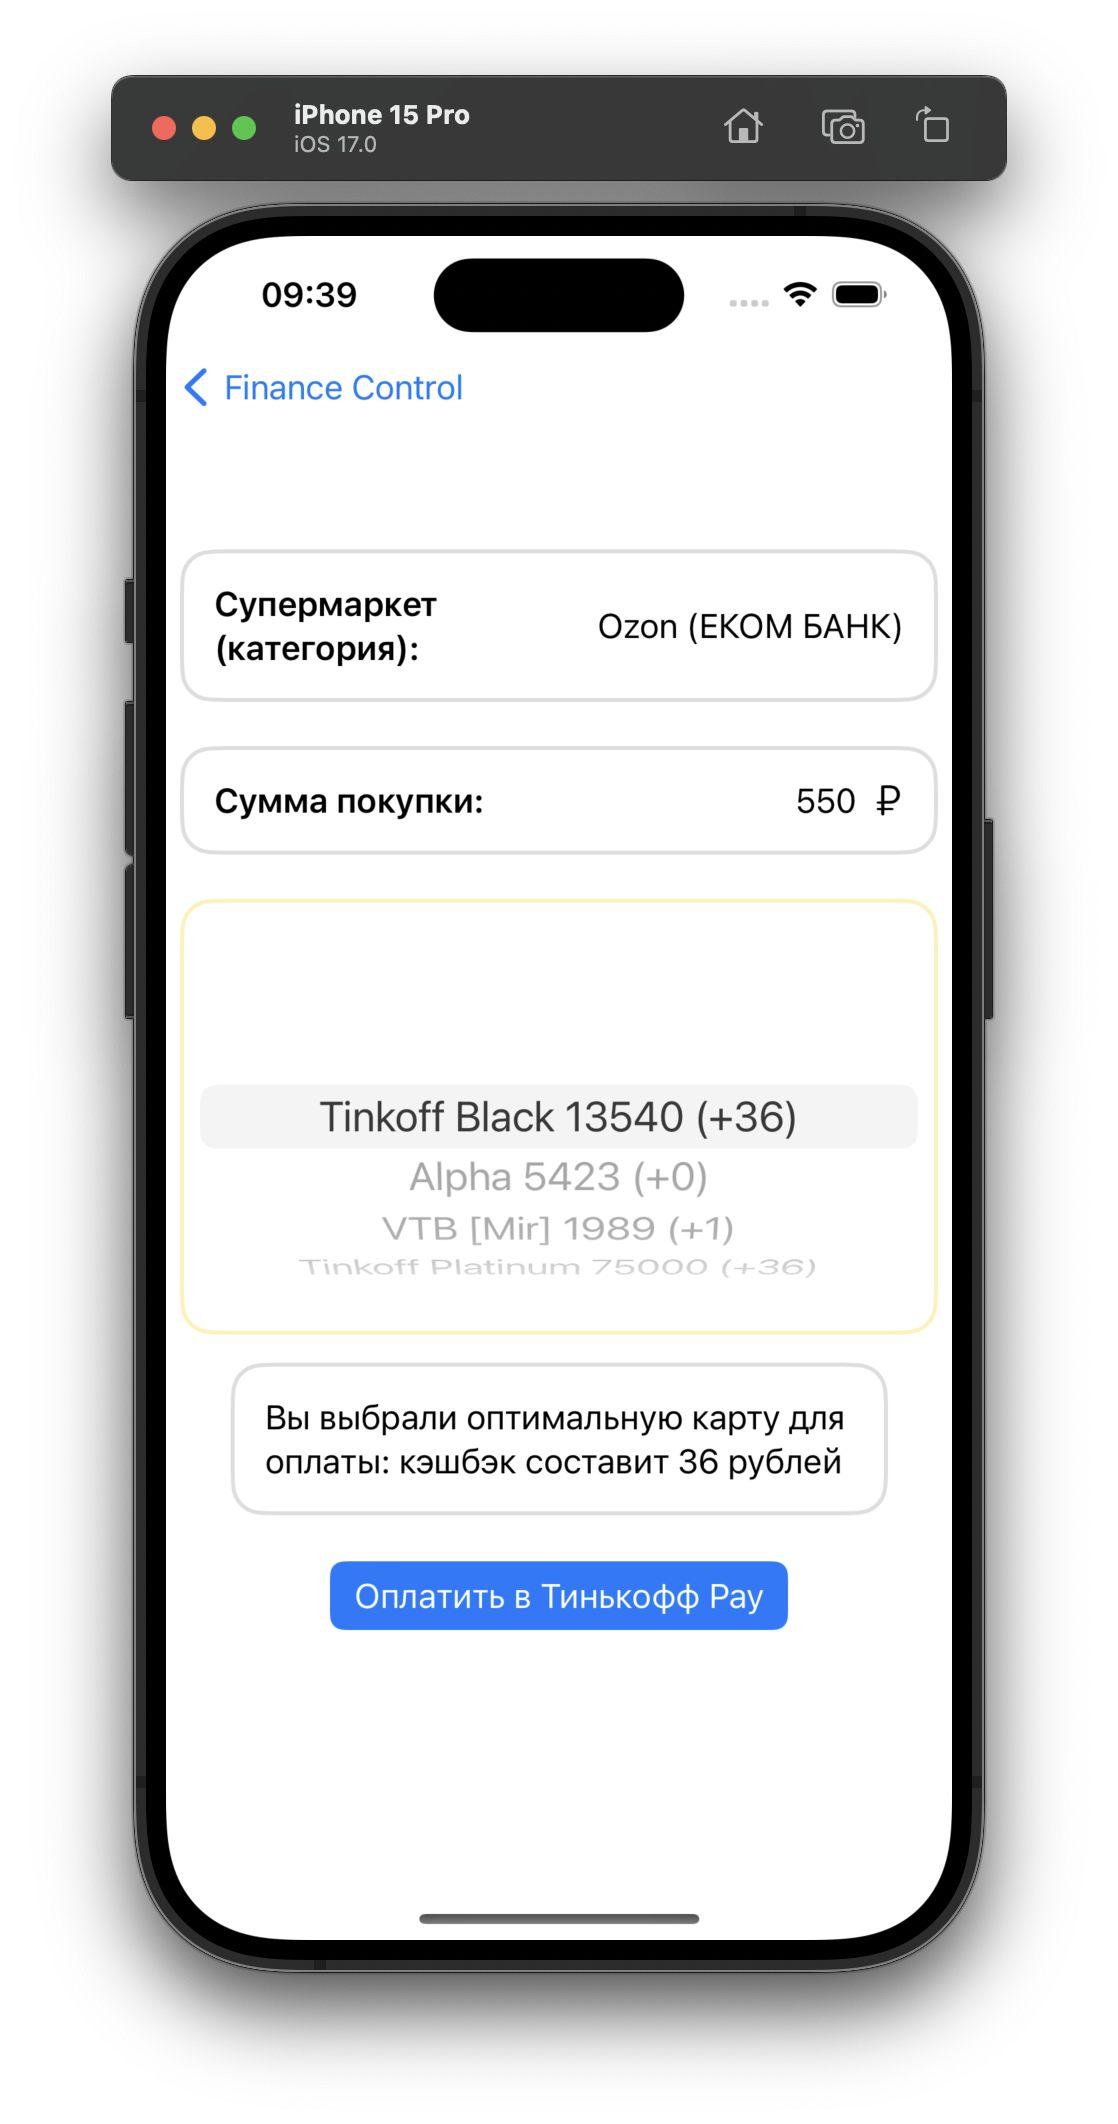 iPhone 15 Pro
iOS 17.0
09:39
Finance Control
Супермаркет
(категория):
Ozon (ЕКОМ БАНК)
Сумма покупки:
550 ₽
Tinkoff Black 13540 (+36)
Alpha 5423 (+0)
VTB [Mir] 1989 (+1)
Tinkoff Platinum 75000 (+36)
Вы выбрали оптимальную карту для
оплаты: кэшбэк составит 36 рублей
Оплатить в Тинькофф Pay